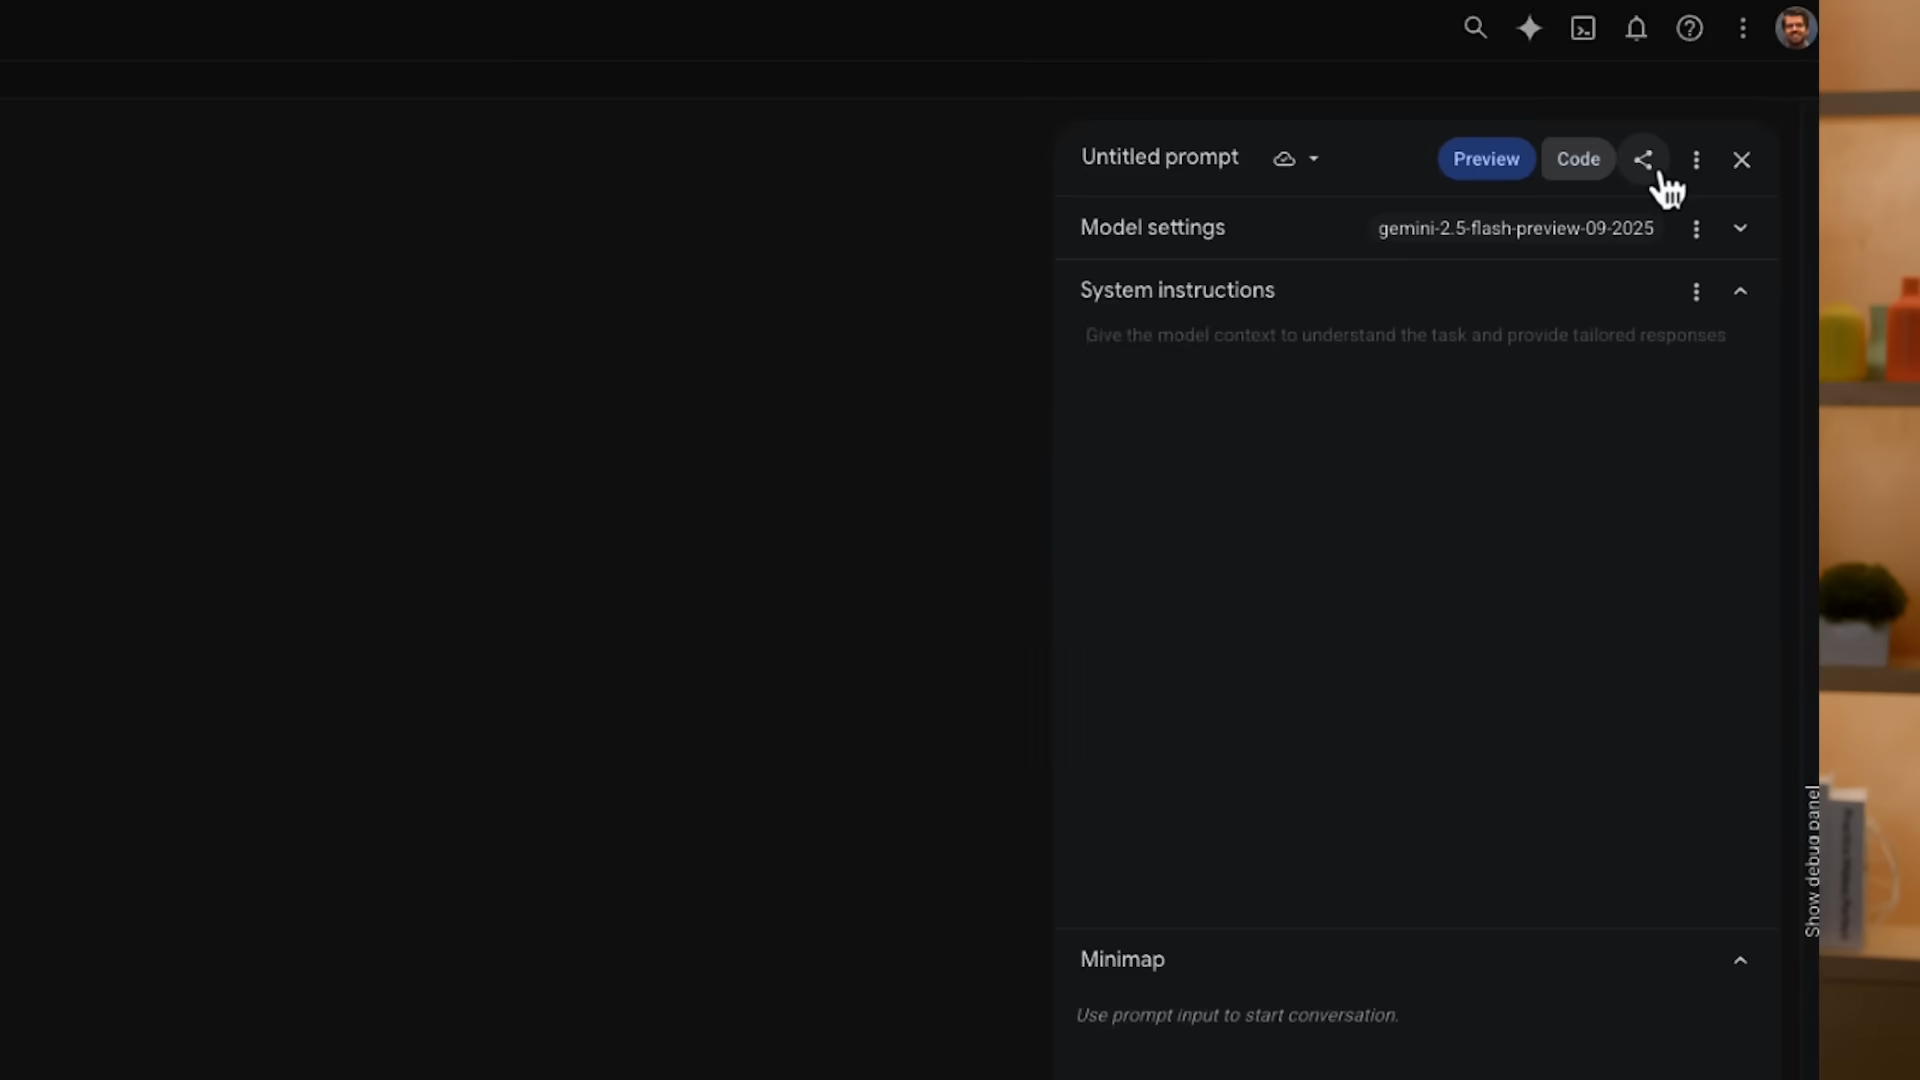 Untitled prompt
Preview
Code
Model settings
gemini-2.5-flash-preview-09-2025
System instructions
Give the model context to understand the task and provide tailored responses
Show debug panel
Minimap
Use prompt input to start conversation.